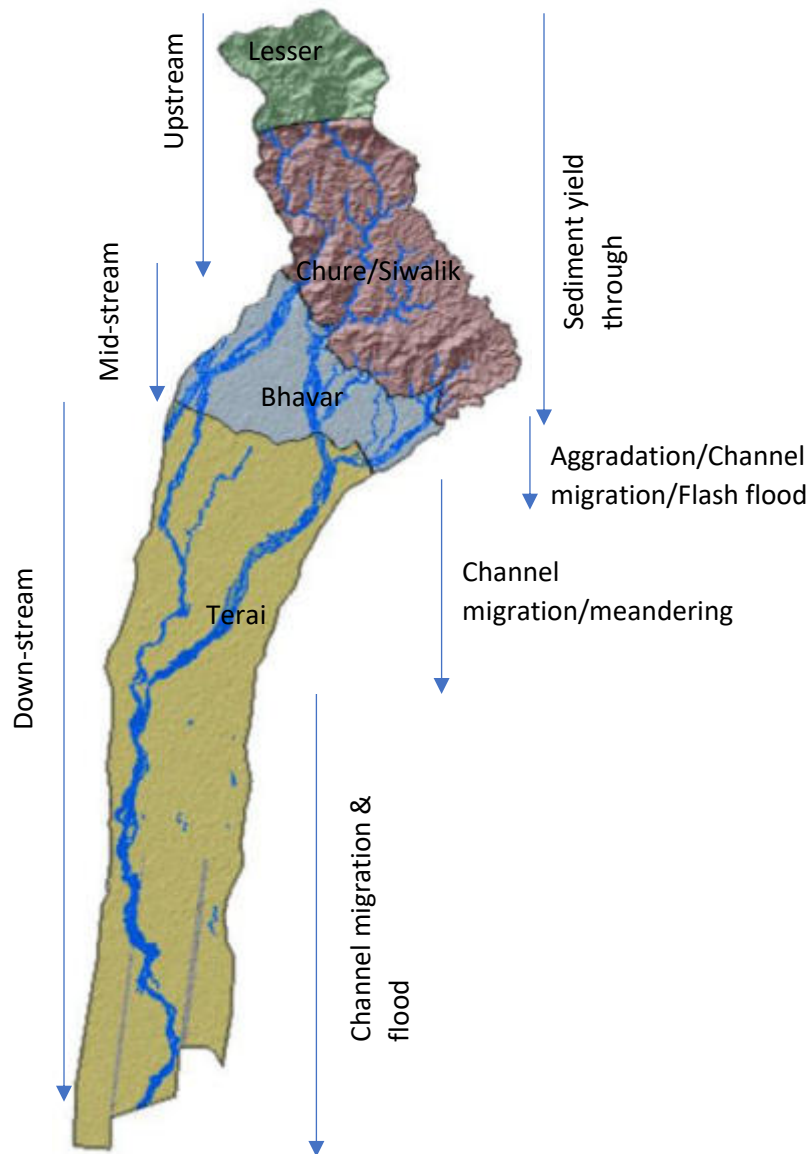 Lesser
Upstream
Sediment yield
through
Chure/Siwalik
Mid-stream
Bhavar
Aggradation/Channel
migration/Flash flood
Channel
migration/meandering
Terai
Down-stream
Channel migration &
flood